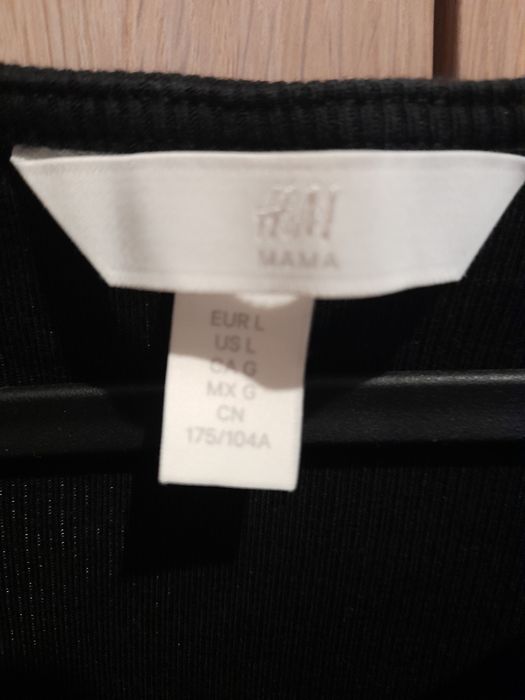 H&M
MAMA
EUR L
US L
CA G
MX G
CN
175/104A